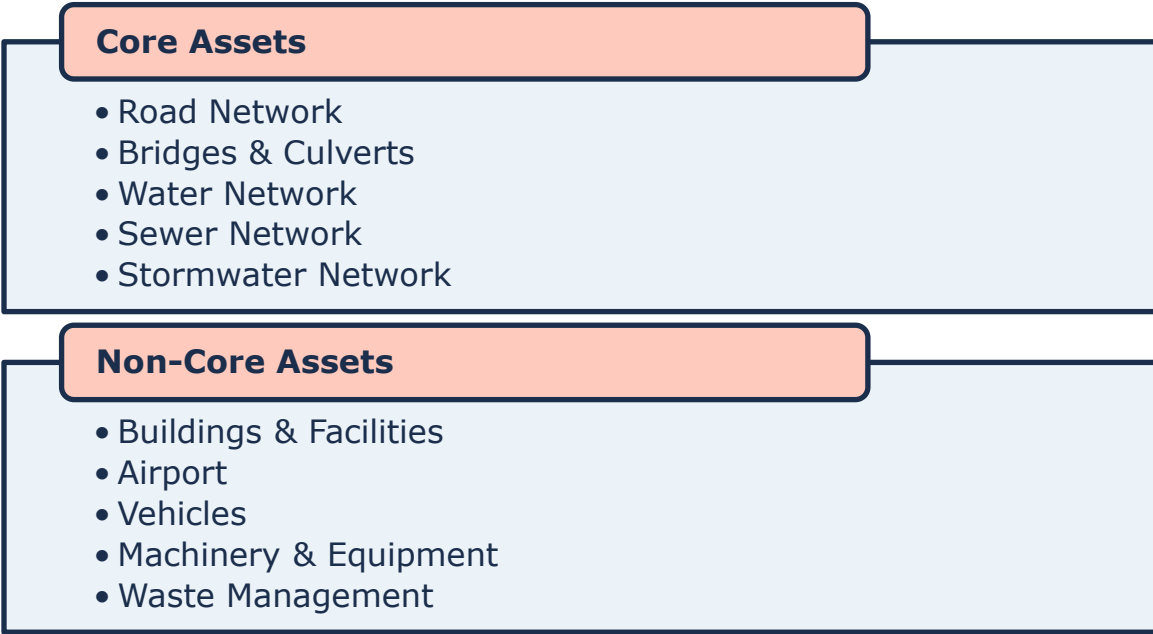 Core Assets
• Road Network
• Bridges & Culverts
• Water Network
• Sewer Network
• Stormwater Network
Non-Core Assets
• Buildings & Facilities
• Airport
• Vehicles
• Machinery & Equipment
• Waste Management